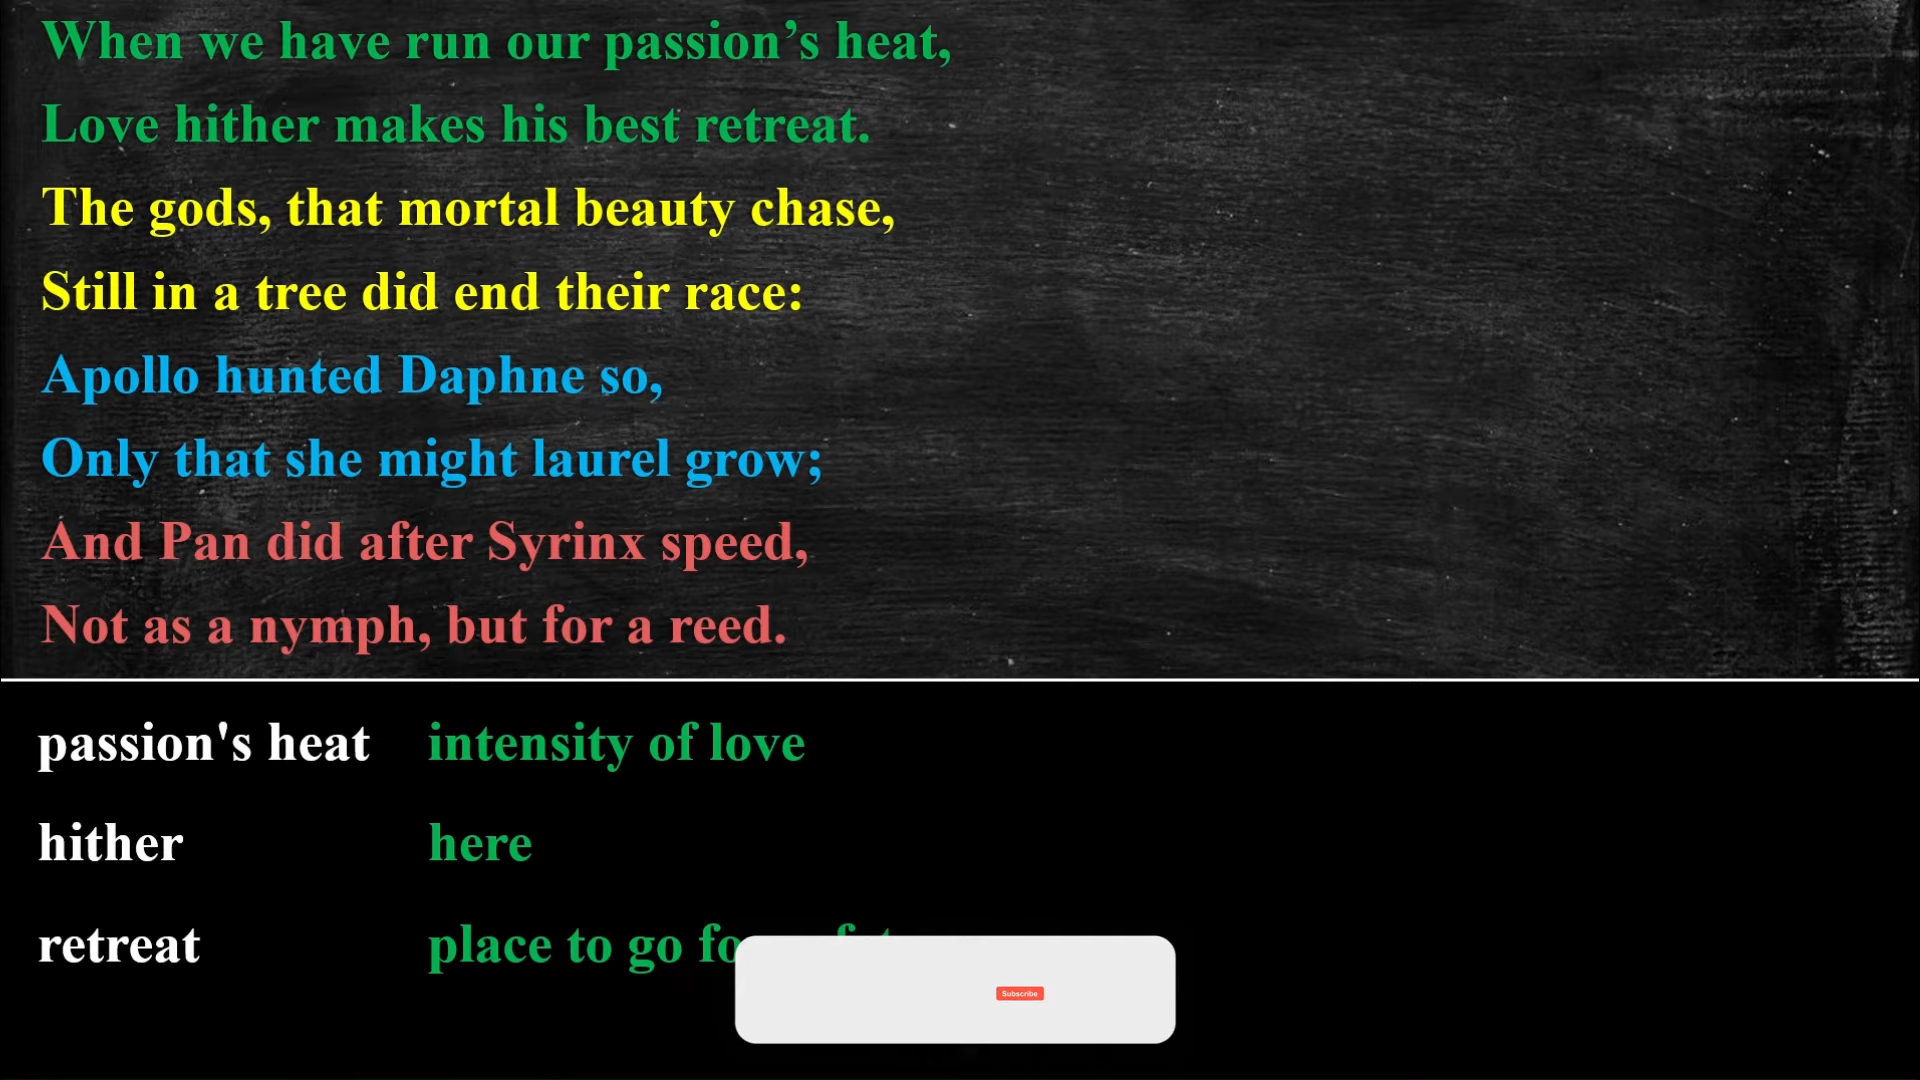 When we have run our passion’s heat,
Love hither makes his best retreat.
The gods, that mortal beauty chase,
Still in a tree did end their race:
Apollo hunted Daphne so,
Only that she might laurel grow;
And Pan did after Syrinx speed,
Not as a nymph, but for a reed.
passion's heat intensity of love
hither here
retreat place to go
Subscribe